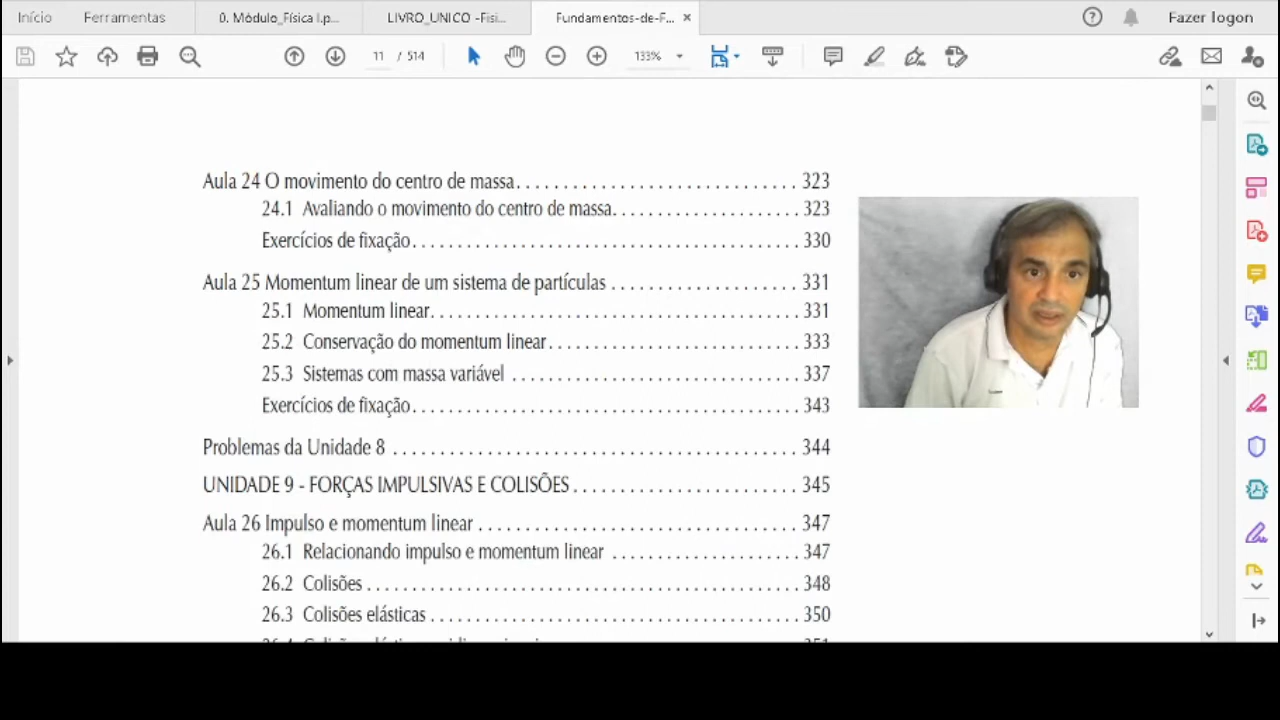 Início Ferramentas 0. Módulo_Física I.p... LIVRO_UNICO -Fisi... Fundamentos-de-F... × Fazer logon
11 / 514 133%
Aula 24 O movimento do centro de massa. . . . . . . . . . . . . . . . . . . . . . . . . . . . . 323
24.1 Avaliando o movimento do centro de massa. . . . . . . . . . . . . . . . . . . 323
Exercícios de fixação. . . . . . . . . . . . . . . . . . . . . . . . . . . . . . . . . . . . . . . . 330
Aula 25 Momentum linear de um sistema de partículas . . . . . . . . . . . . . . . . . . . . 331
25.1 Momentum linear. . . . . . . . . . . . . . . . . . . . . . . . . . . . . . . . . . . . . . 331
25.2 Conservação do momentum linear. . . . . . . . . . . . . . . . . . . . . . . . . . 333
25.3 Sistemas com massa variável . . . . . . . . . . . . . . . . . . . . . . . . . . . . . . 337
Exercícios de fixação. . . . . . . . . . . . . . . . . . . . . . . . . . . . . . . . . . . . . . . . 343
Problemas da Unidade 8 . . . . . . . . . . . . . . . . . . . . . . . . . . . . . . . . . . . . . . . . . . 344
UNIDADE 9 - FORÇAS IMPULSIVAS E COLISÕES. . . . . . . . . . . . . . . . . . . . . . . . 345
Aula 26 Impulso e momentum linear . . . . . . . . . . . . . . . . . . . . . . . . . . . . . . . . . 347
26.1 Relacionando impulso e momentum linear . . . . . . . . . . . . . . . . . . . 347
26.2 Colisões . . . . . . . . . . . . . . . . . . . . . . . . . . . . . . . . . . . . . . . . . . . . . 348
26.3 Colisões elásticas . . . . . . . . . . . . . . . . . . . . . . . . . . . . . . . . . . . . . . 350